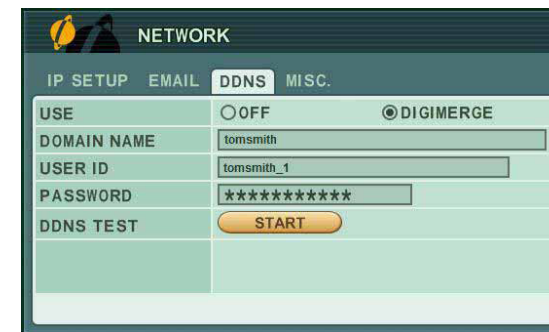 NETWORK
IP SETUP EMAIL DDNS MISC.
USE OFF DIGIMERGE
DOMAIN NAME tomsmith
USER ID tomsmith_1
PASSWORD ***********
DDNS TEST START